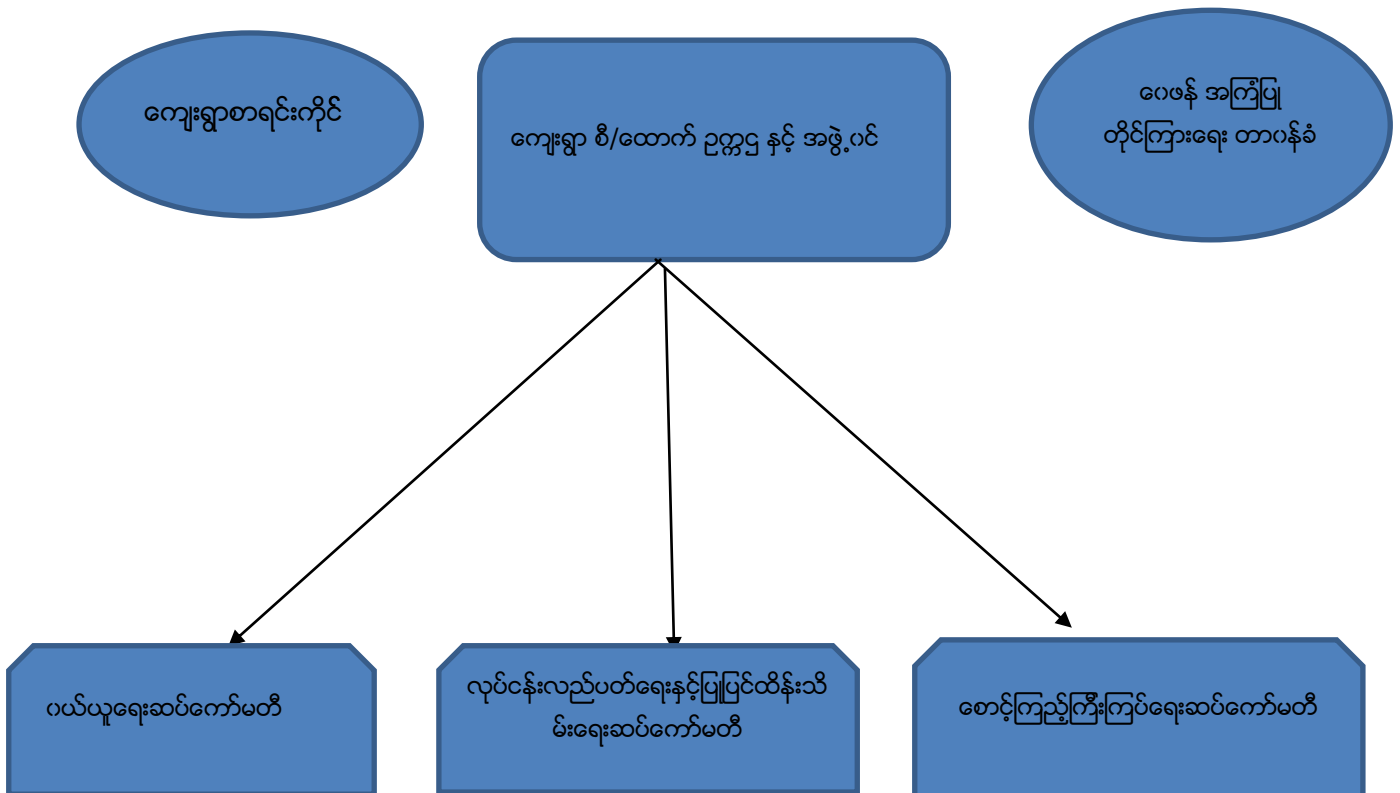 ကျေးရွာစာရင်းကိုင်
ကျေးရွာ စီ/ထောက် ဥက္ကဌ နှင့် အဖွဲ့ဝင်
ဝေဖန် အကြံပြု
တိုင်ကြားရေး တာဝန်ခံ
ဝယ်ယူရေးဆပ်ကော်မတီ
လုပ်ငန်းလည်ပတ်ရေးနှင့်ပြုပြင်ထိန်းသိ
မ်းရေးဆပ်ကော်မတီ
စောင့်ကြည့်ကြီးကြပ်ရေးဆပ်ကော်မတီ